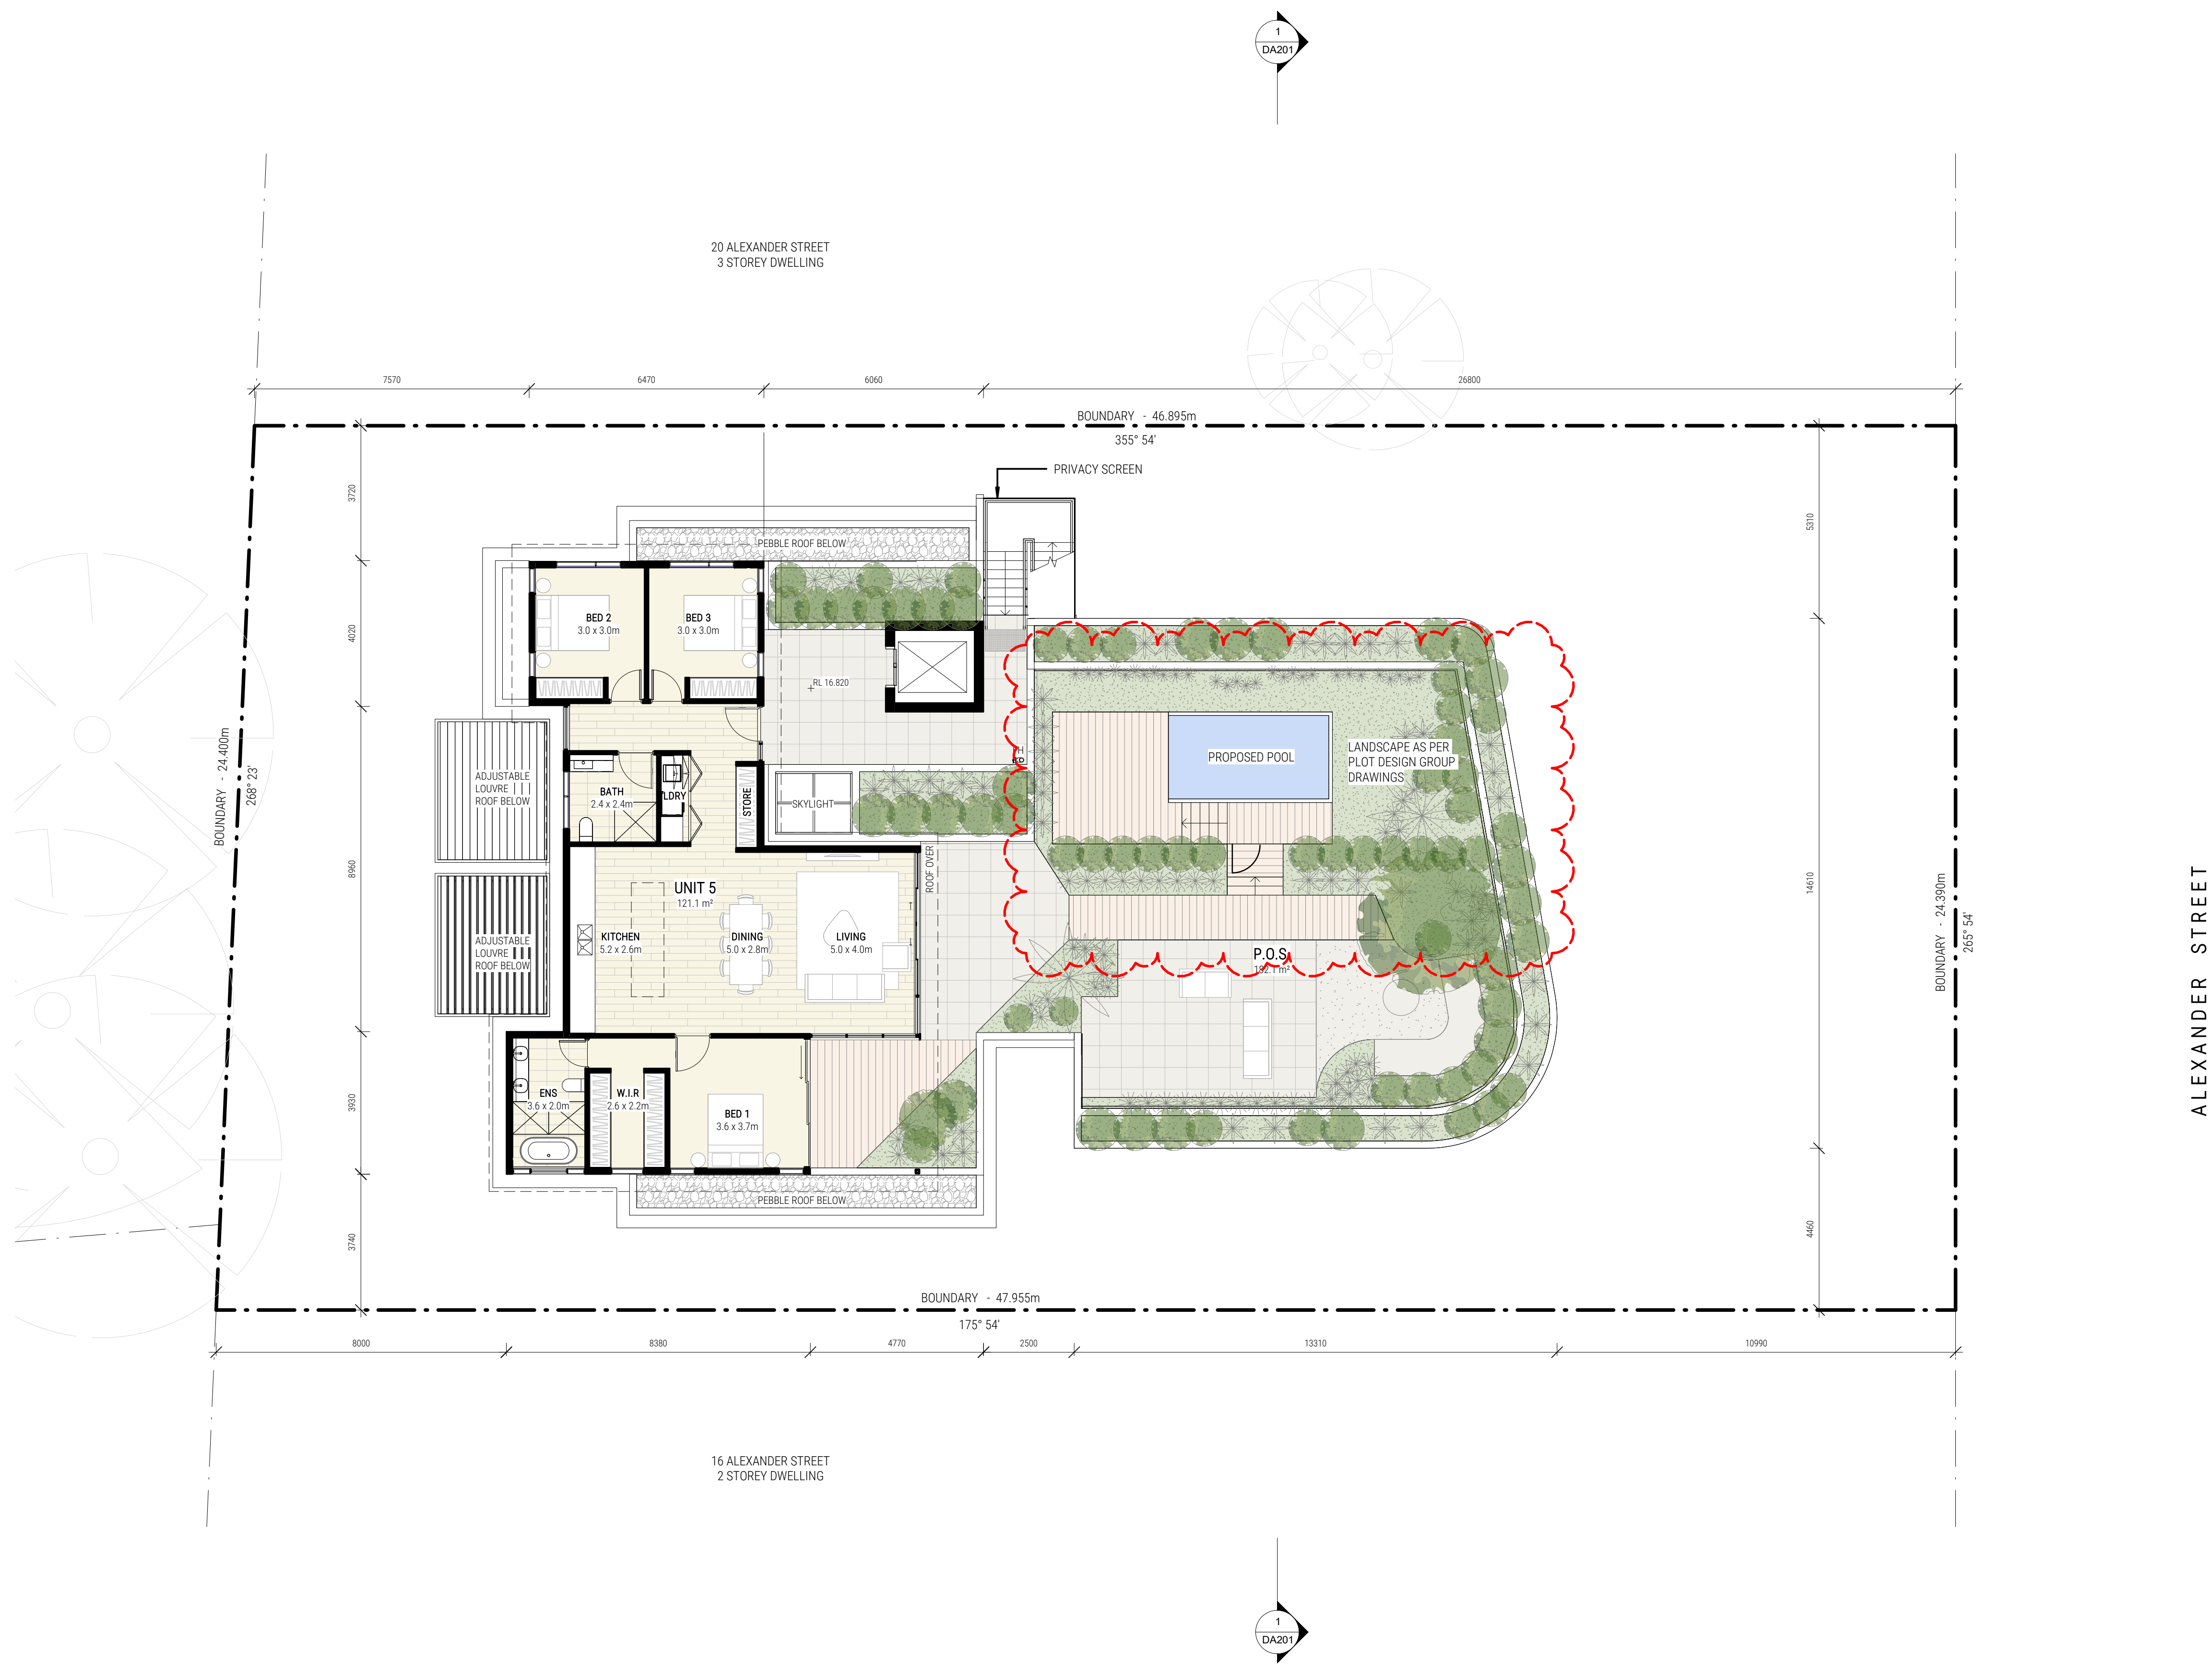 1
DA201
20 ALEXANDER STREET
3 STOREY DWELLING
7570
6470
6060
26800
BOUNDARY - 46.895m
355° 54'
PRIVACY SCREEN
3720
5310
PEBBLE ROOF BELOW
BED 2
3.0 x 3.0m
BED 3
3.0 x 3.0m
4020
RL 16.820
BOUNDARY - 24.400m
268° 23'
ADJUSTABLE
LOUVRE
ROOF BELOW
BATH
2.4 x 2.4m
LDRY
STORE
SKYLIGHT
PROPOSED POOL
LANDSCAPE AS PER
PLOT DESIGN GROUP
DRAWINGS
8960
ROOF OVER
14610
UNIT 5
121.1 m²
ADJUSTABLE
LOUVRE
ROOF BELOW
KITCHEN
5.2 x 2.6m
DINING
5.0 x 2.8m
LIVING
5.0 x 4.0m
P.O.S
BOUNDARY - 24.390m
265° 54'
ALEXANDER STREET
3930
ENS
3.6 x 2.0m
W.I.R
2.6 x 2.2m
BED 1
3.6 x 3.7m
PEBBLE ROOF BELOW
3740
4460
BOUNDARY - 47.955m
175° 54'
8000
8380
4770
2500
13310
10990
16 ALEXANDER STREET
2 STOREY DWELLING
1
DA201